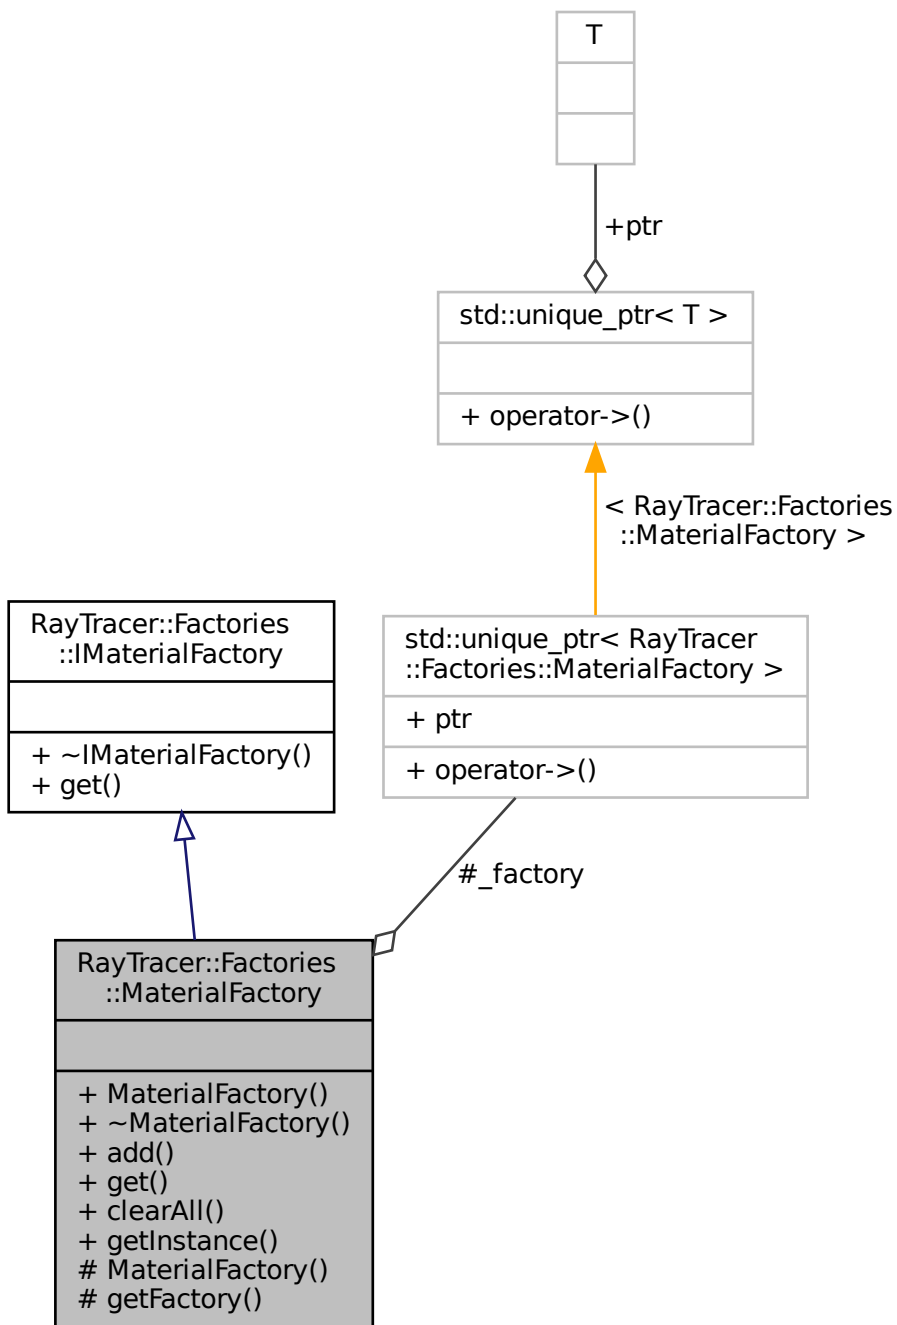 T
+ptr
std::unique_ptr< T >
+ operator->()
< RayTracer::Factories
::MaterialFactory >
RayTracer::Factories
::IMaterialFactory
+ ~IMaterialFactory()
+ get()
std::unique_ptr< RayTracer
::Factories::MaterialFactory >
+ ptr
+ operator->()
#_factory
RayTracer::Factories
::MaterialFactory
+ MaterialFactory()
+ ~MaterialFactory()
+ add()
+ get()
+ clearAll()
+ getInstance()
# MaterialFactory()
# getFactory()